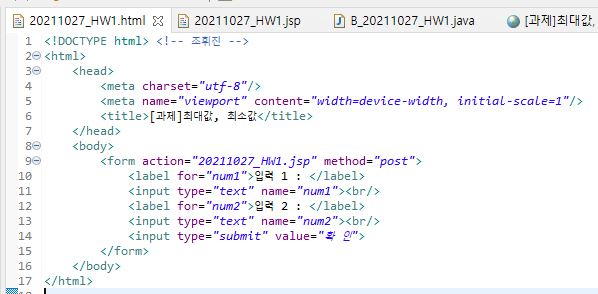 20211027_HW1.html 20211027_HW1.jsp B_20211027_HW1.java [과제]최대값,
1 <!DOCTYPE html> <!-- 조휘진 -->
2 <html>
3 <head>
4 <meta charset="utf-8"/>
5 <meta name="viewport" content="width=device-width, initial-scale=1"/>
6 <title>[과제]최대값, 최소값</title>
7 </head>
8 <body>
9 <form action="20211027_HW1.jsp" method="post">
10 <label for="num1">입력 1 : </label>
11 <input type="text" name="num1"><br/>
12 <label for="num2">입력 2 : </label>
13 <input type="text" name="num2"><br/>
14 <input type="submit" value="확 인">
15 </form>
16 </body>
17 </html>